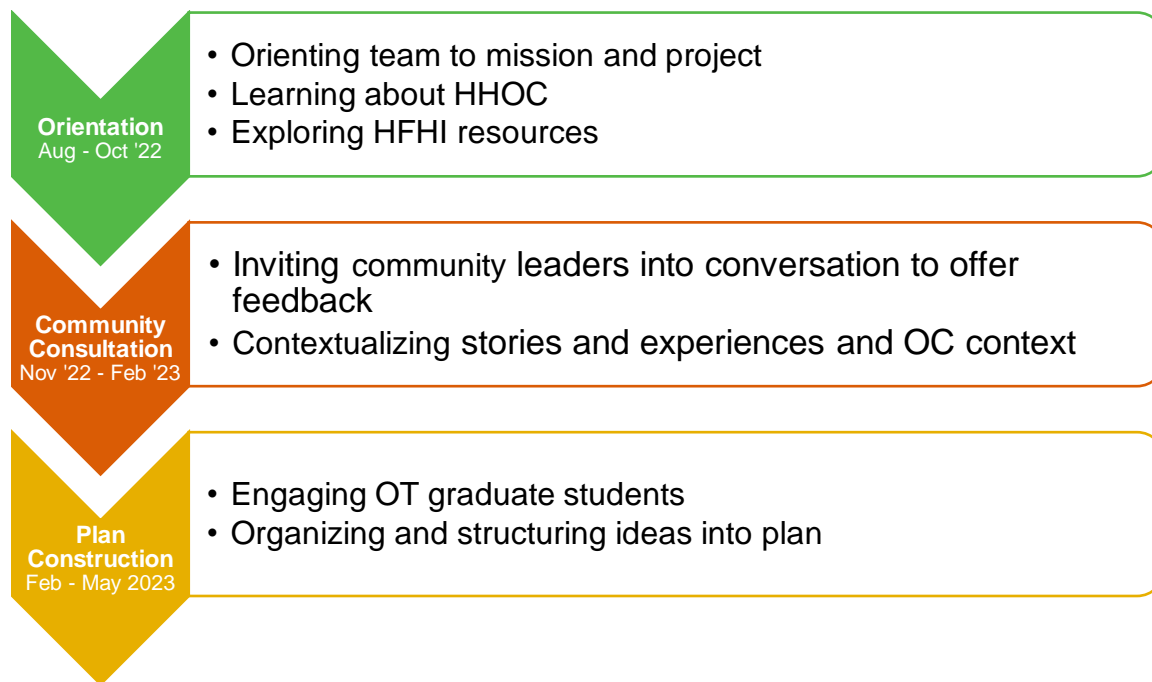 Orientation
Aug - Oct '22
• Orienting team to mission and project
• Learning about HHOC
• Exploring HFHI resources
Community
Consultation
Nov '22 - Feb '23
• Inviting community leaders into conversation to offer
feedback
• Contextualizing stories and experiences and OC context
Plan
Construction
Feb - May 2023
• Engaging OT graduate students
• Organizing and structuring ideas into plan